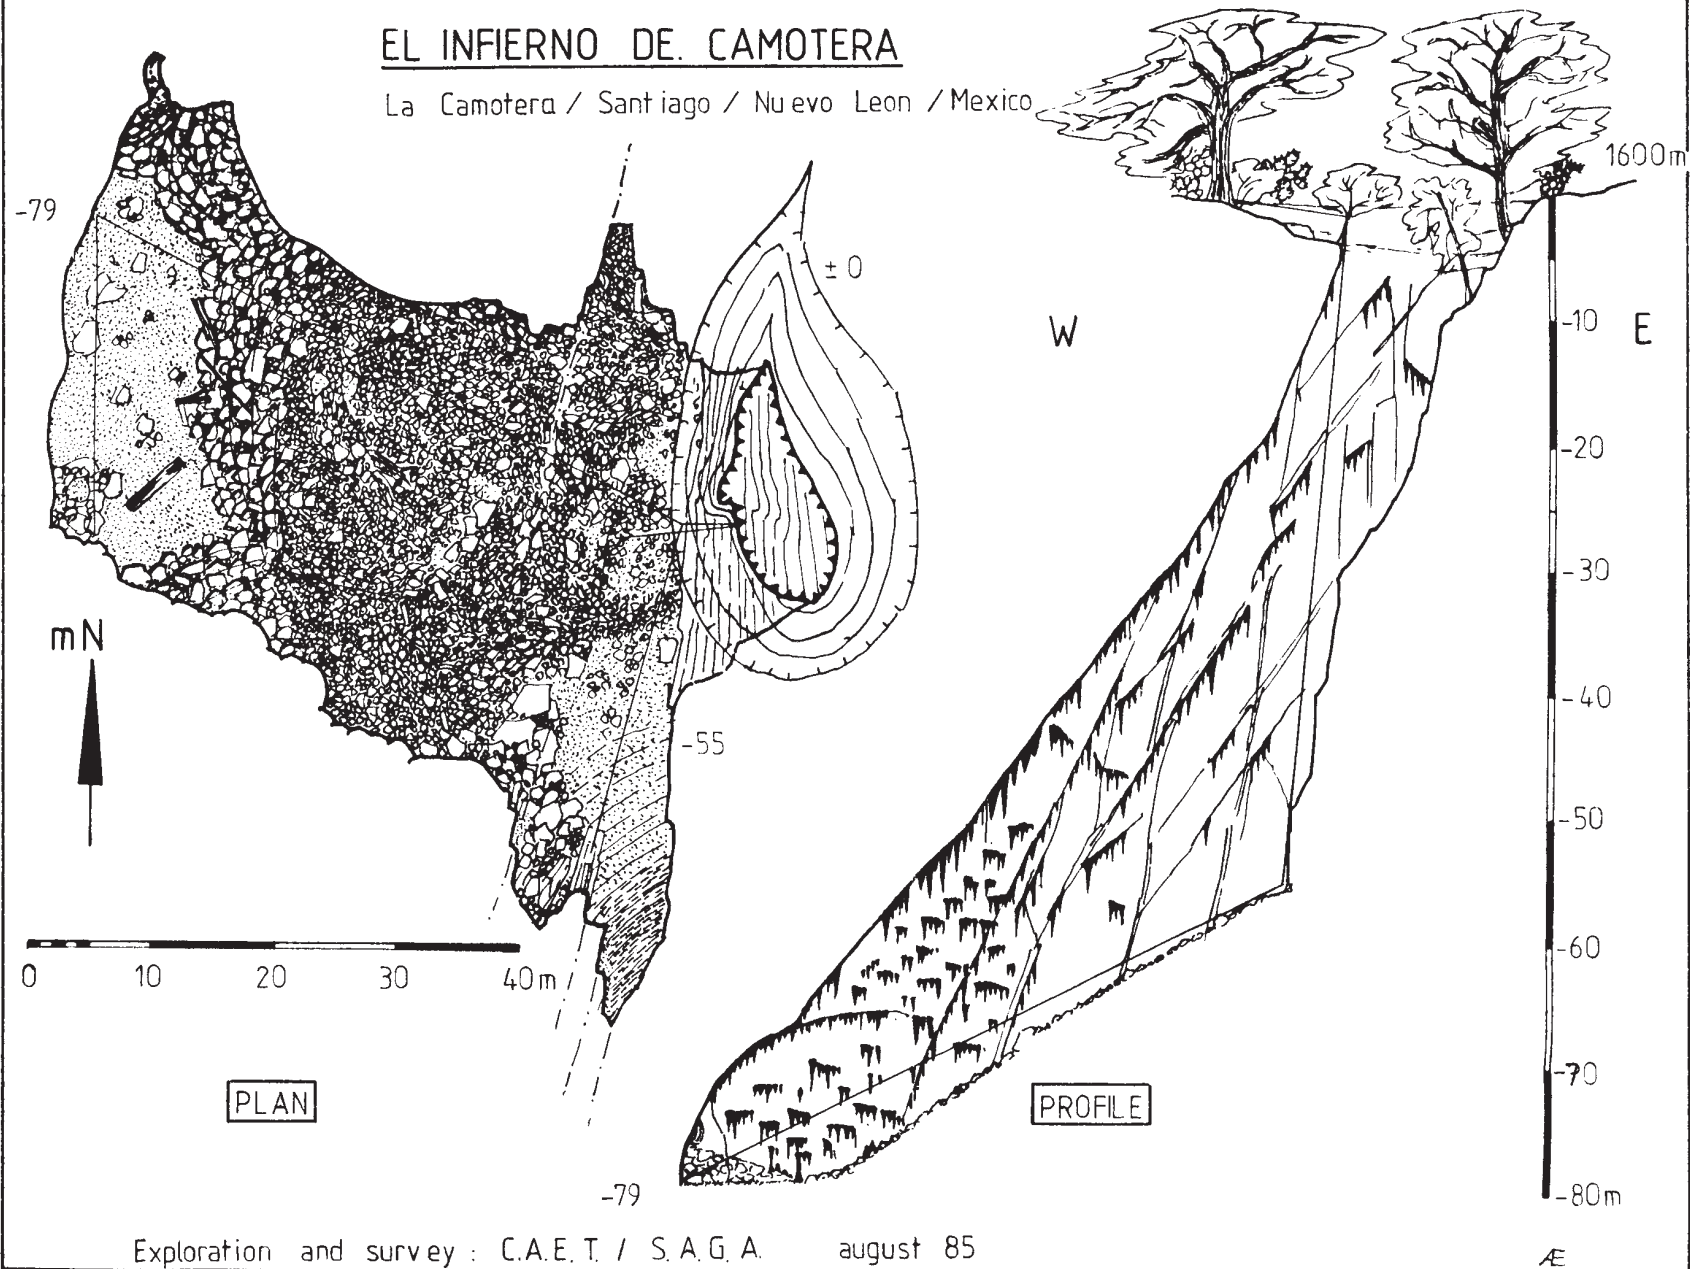 EL INFIERNO DE. CAMOTERA
La Camotera / Santiago / Nuevo Leon / Mexico
1600m
-79
± 0
W
-10
E
-20
-30
mN
-40
-55
-50
-60
0 10 20 30 40m
-70
PLAN
PROFILE
-79
-80m
Exploration and survey : C.A.E.T. / S.A.G.A. august 85
Æ